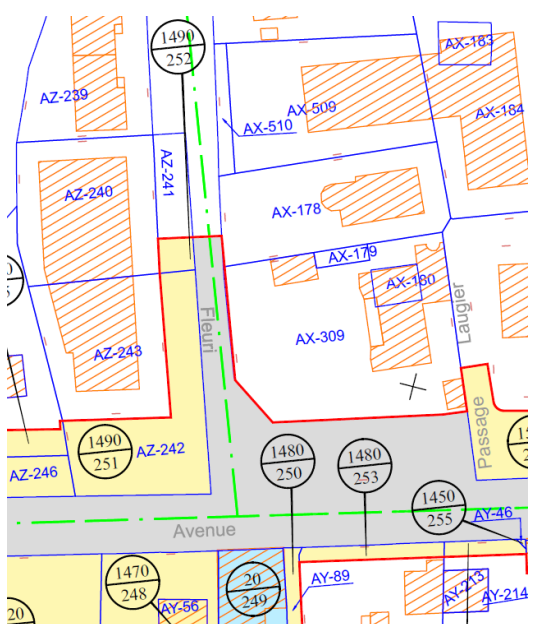 1490
252
AX-183
AZ-239
AX-509
AX-510
AX-184
AZ-241
AZ-240
AX-178
AX-179
AX-180
Fleuri
Laugier
AX-309
AZ-243
1490
251
AZ-242
AZ-246
1480
250
1480
253
Passage
1450
255
AY-46
Avenue
1470
248
20
249
AY-89
AY-213
AY-214
AY-56
20